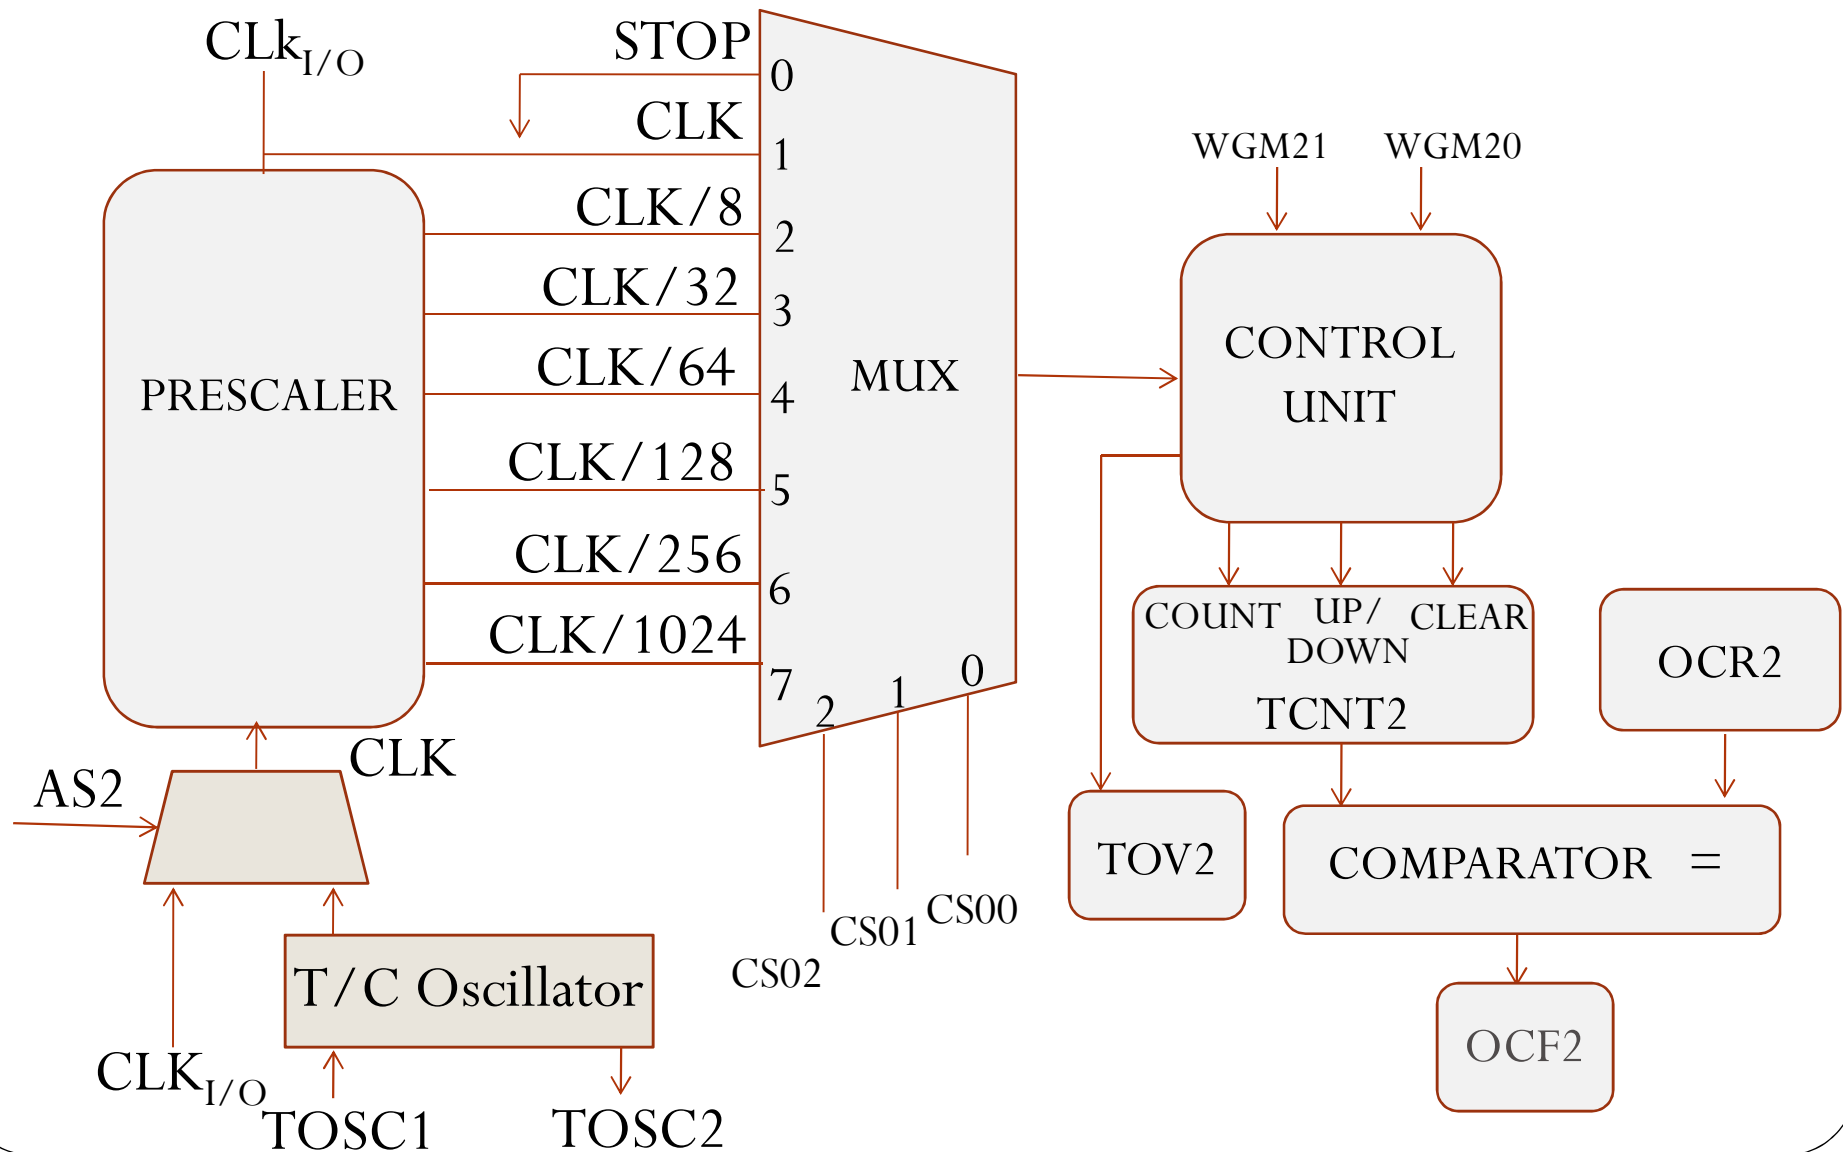 CLkI/O
STOP
0
CLK
1
CLK/8
2
CLK/32
3
CLK/64
4
CLK/128
5
CLK/256
6
CLK/1024
7
PRESCALER
MUX
2
1
0
CS02
CS01
CS00
WGM21
WGM20
CONTROL
UNIT
COUNT
UP/
DOWN
CLEAR
TCNT2
OCR2
TOV2
COMPARATOR =
OCF2
CLK
AS2
T/C Oscillator
CLKI/O
TOSC1
TOSC2